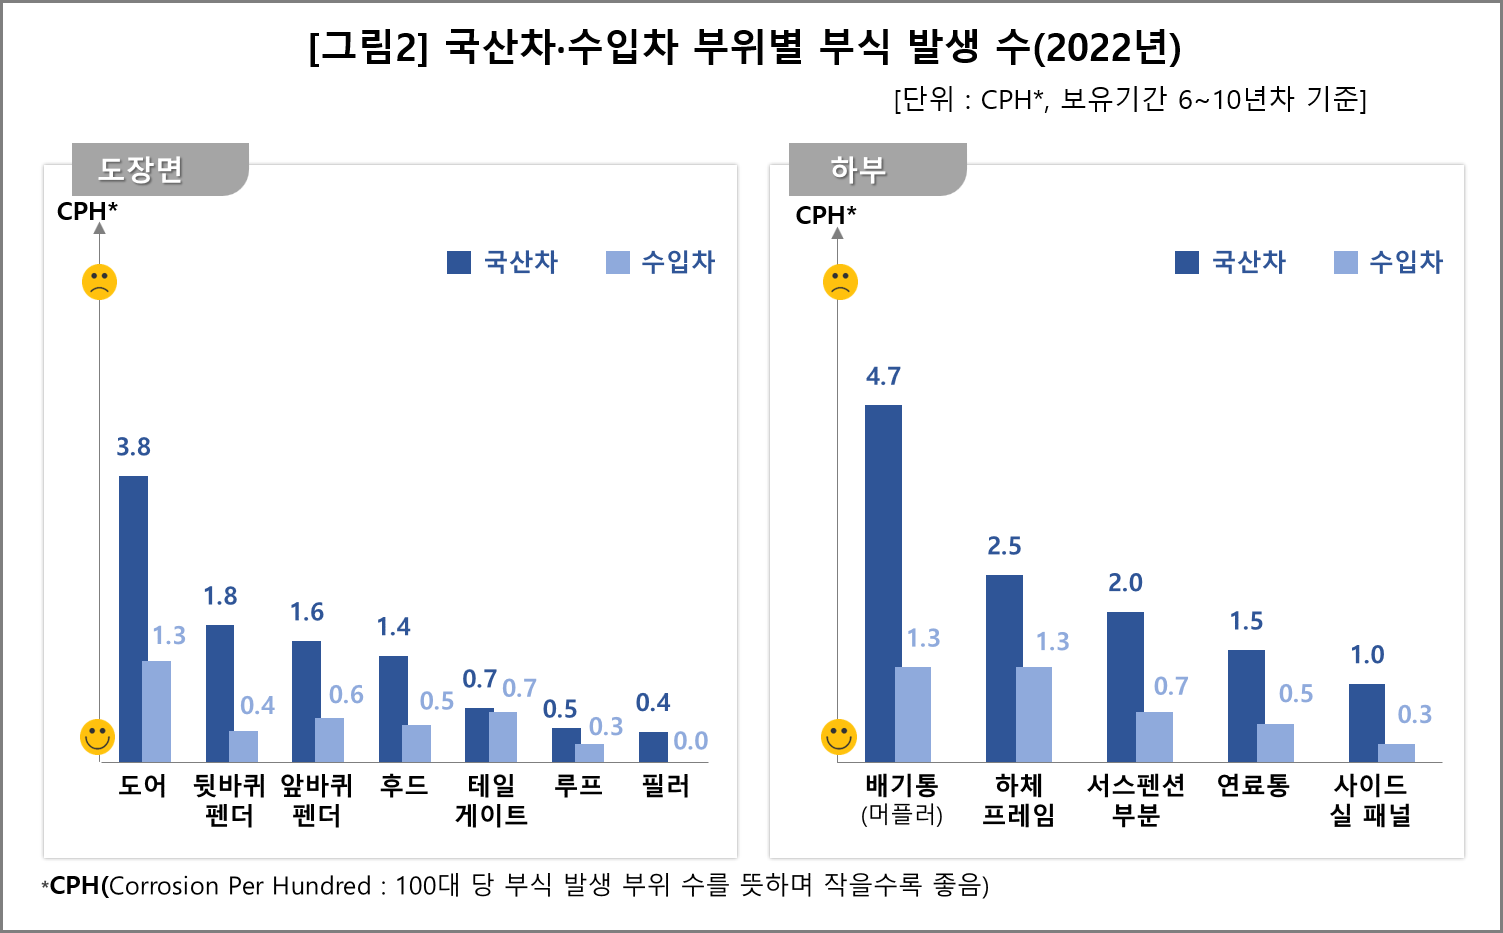 [그림2] 국산차·수입차 부위별 부식 발생 수(2022년)
[단위 : CPH*, 보유기간 6~10년차 기준]
도장면
CPH*
국산차 수입차
3.8
1.3
1.8
0.4
1.6
0.6
1.4
0.5
0.7
0.7
0.5
0.3
0.4
0.0
도어 뒷바퀴 앞바퀴 후드 테일 루프 필러
펜더 펜더 게이트
하부
CPH*
국산차 수입차
4.7
1.3
2.5
1.3
2.0
0.7
1.5
0.5
1.0
0.3
배기통 하체 서스펜션 연료통 사이드
(머플러) 프레임 부분 실 패널
*CPH(Corrosion Per Hundred : 100대 당 부식 발생 부위 수를 뜻하며 작을수록 좋음)